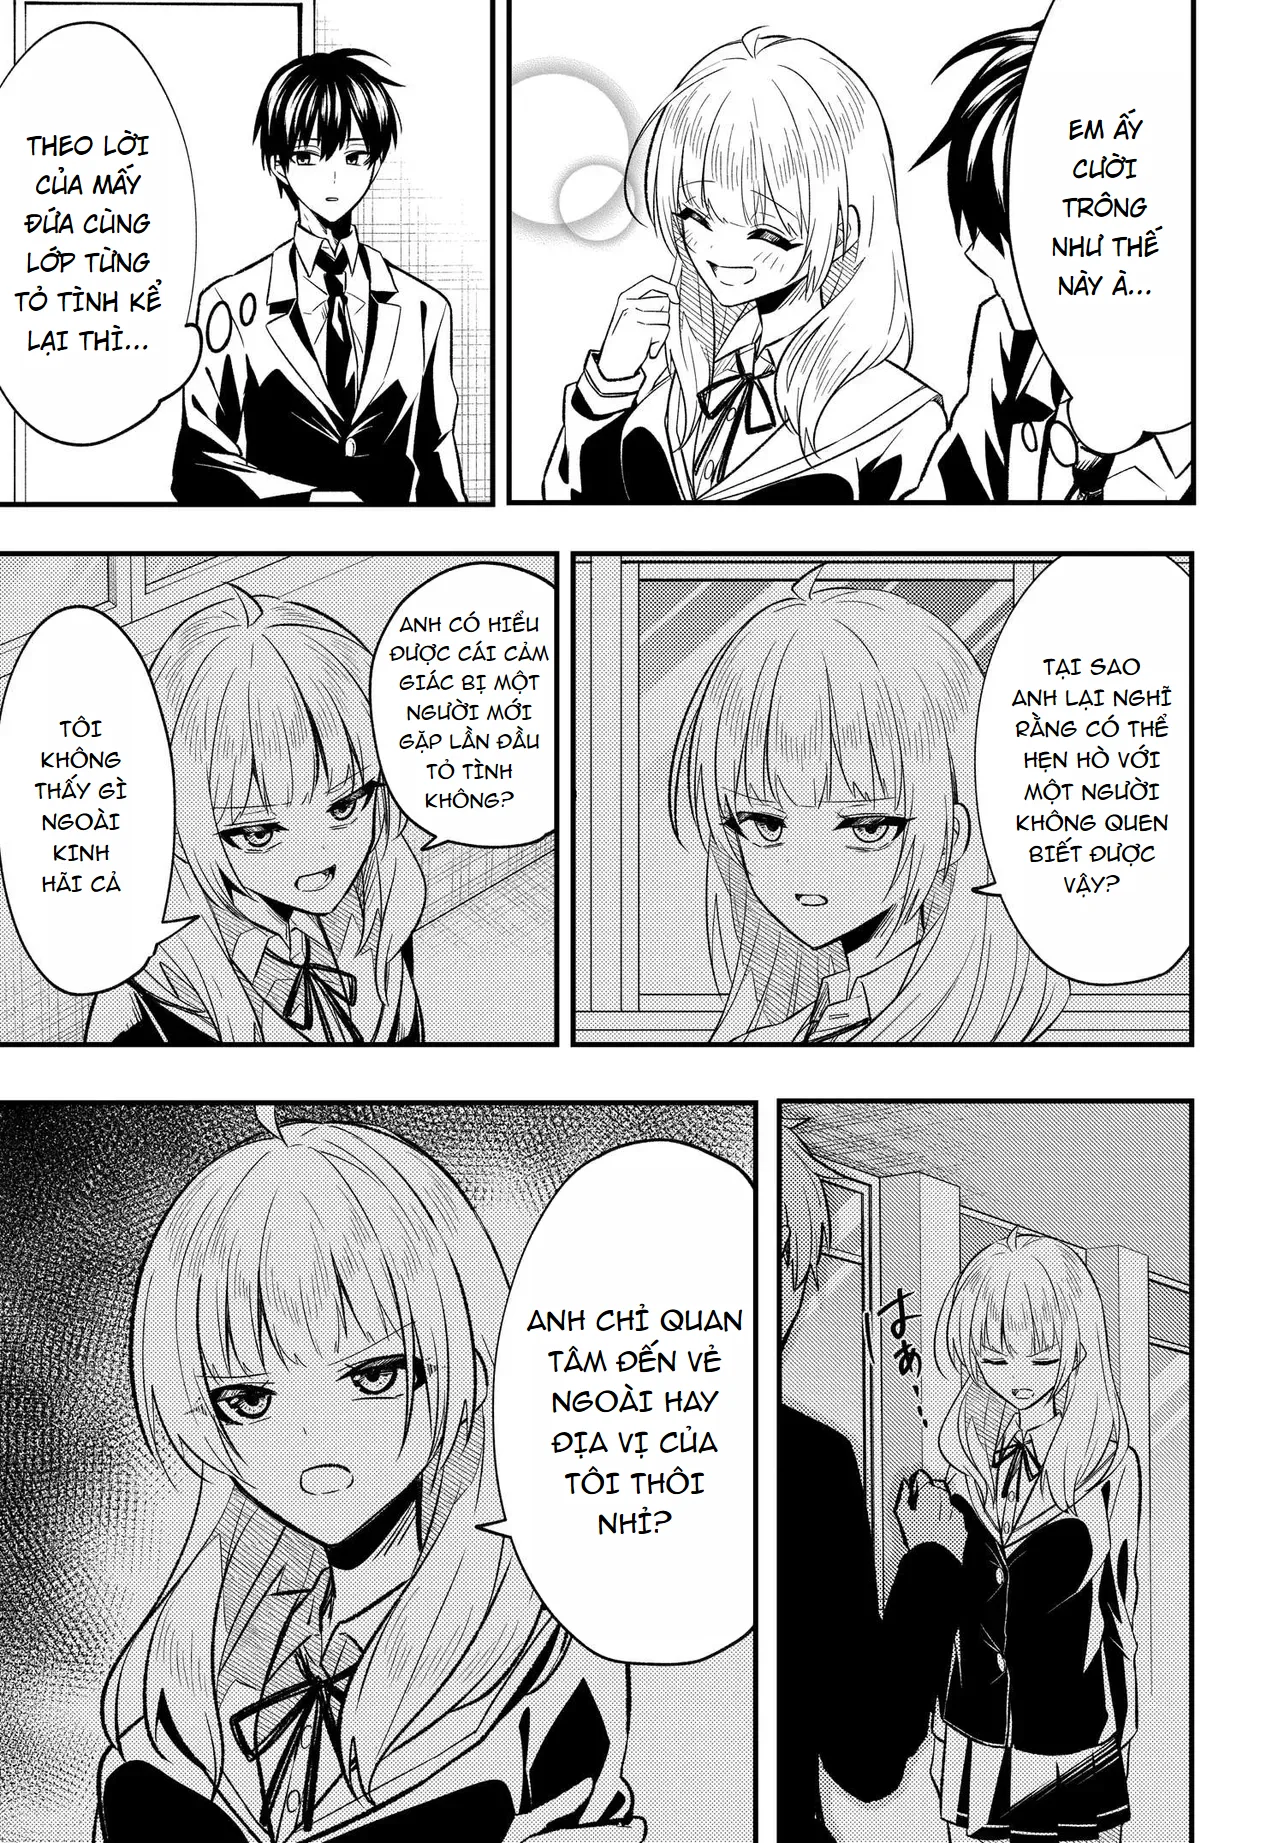 EM ẤY
CƯỜI
TRÔNG
NHƯ THẾ
NÀY À...
THEO LỜI
CỦA MẤY
ĐỨA CÙNG
LỚP TỪNG
TỎ TÌNH KỂ
LẠI THÌ...
TẠI SAO
ANH LẠI NGHĨ
RẰNG CÓ THỂ
HẸN HÒ VỚI
MỘT NGƯỜI
KHÔNG QUEN
BIẾT ĐƯỢC
VẬY?
ANH CÓ HIỂU
ĐƯỢC CÁI CẢM
GIÁC BỊ MỘT
NGƯỜI MỚI
GẶP LẦN ĐẦU
TỎ TÌNH
KHÔNG?
TÔI
KHÔNG
THẤY GÌ
NGOÀI
KINH
HÃI CẢ
はぁ...
ANH CHỈ QUAN
TÂM ĐẾN VẺ
NGOÀI HAY
ĐỊA VỊ CỦA
TÔI THÔI
NHỈ?